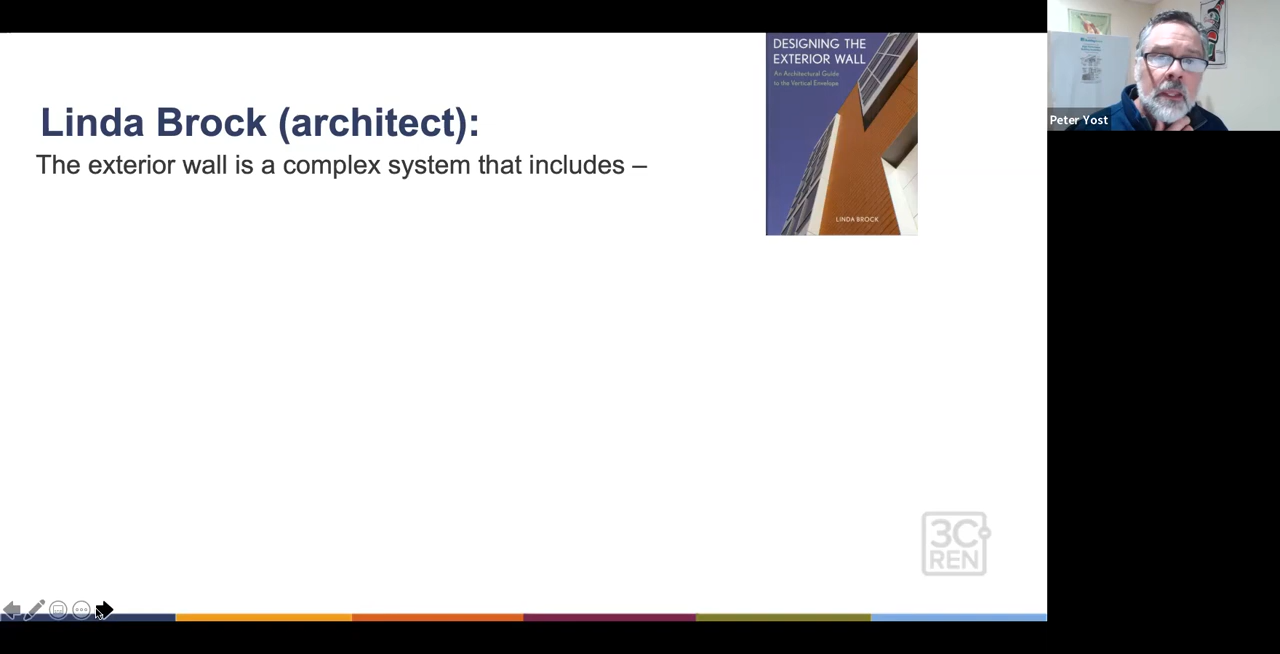 DESIGNING THE
EXTERIOR WALL
An Architectural Guide
to the Vertical Envelope
LINDA BROCK
Linda Brock (architect):
The exterior wall is a complex system that includes –
Peter Yost
3C
REN